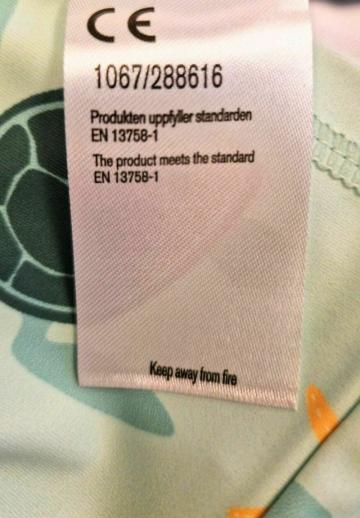 CE
1067/288616
Produkten uppfyller standarden
EN 13758-1
The product meets the standard
EN 13758-1
Keep away from fire